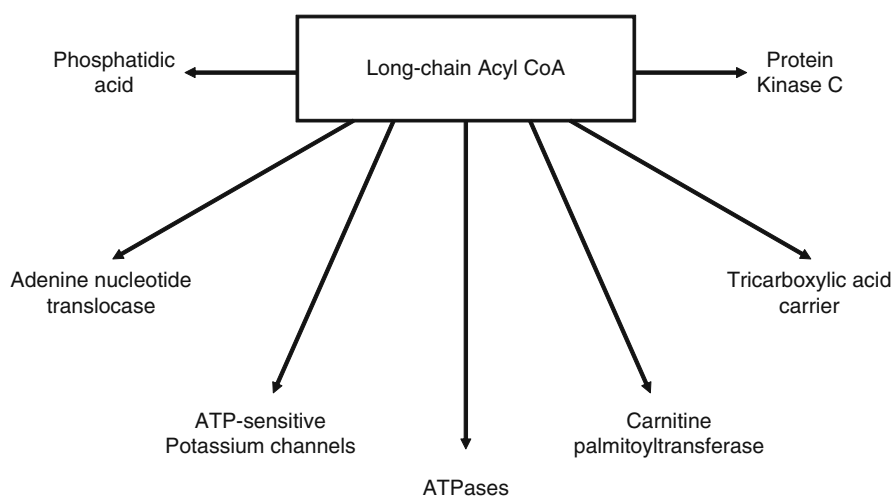 Phosphatidic
acid
Long-chain Acyl CoA
Protein
Kinase C
Adenine nucleotide
translocase
Tricarboxylic acid
carrier
ATP-sensitive
Potassium channels
Carnitine
palmitoyltransferase
ATPases